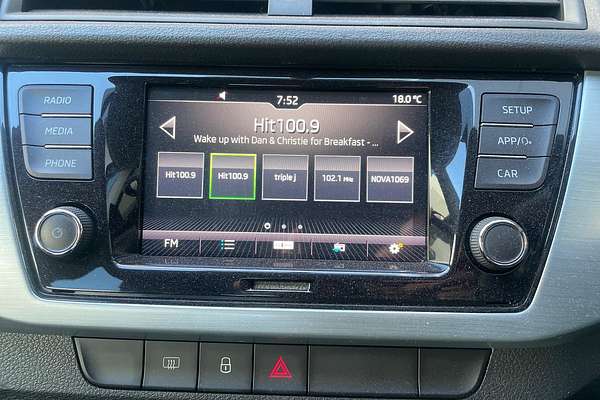 RADIO
MEDIA
PHONE
7:52
18.0 °C
Hit100.9
Wake up with Dan & Christie for Breakfast - ...
Hit100.9
Hit100.9
triple j
102.1 MHz
NOVA1069
FM
SETUP
APP/
CAR